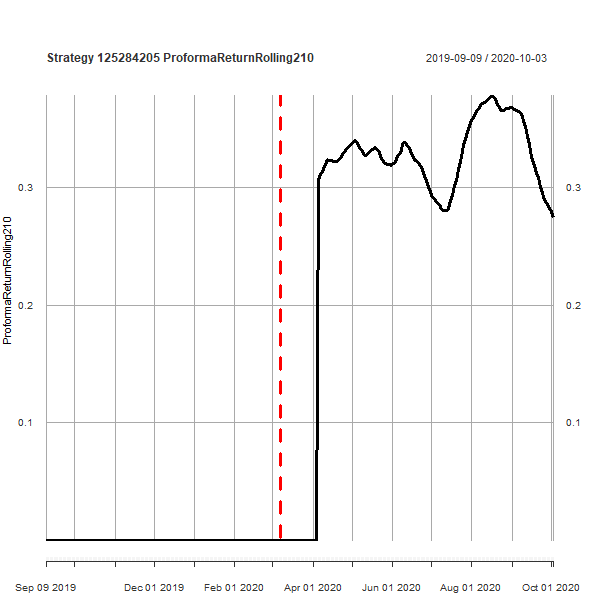 Strategy 125284205 ProformaReturnRolling210
2019-09-09 / 2020-10-03
ProformaReturnRolling210
0.3
0.3
0.2
0.2
0.1
0.1
Sep 09 2019
Dec 01 2019
Feb 01 2020
Apr 01 2020
Jun 01 2020
Aug 01 2020
Oct 01 2020